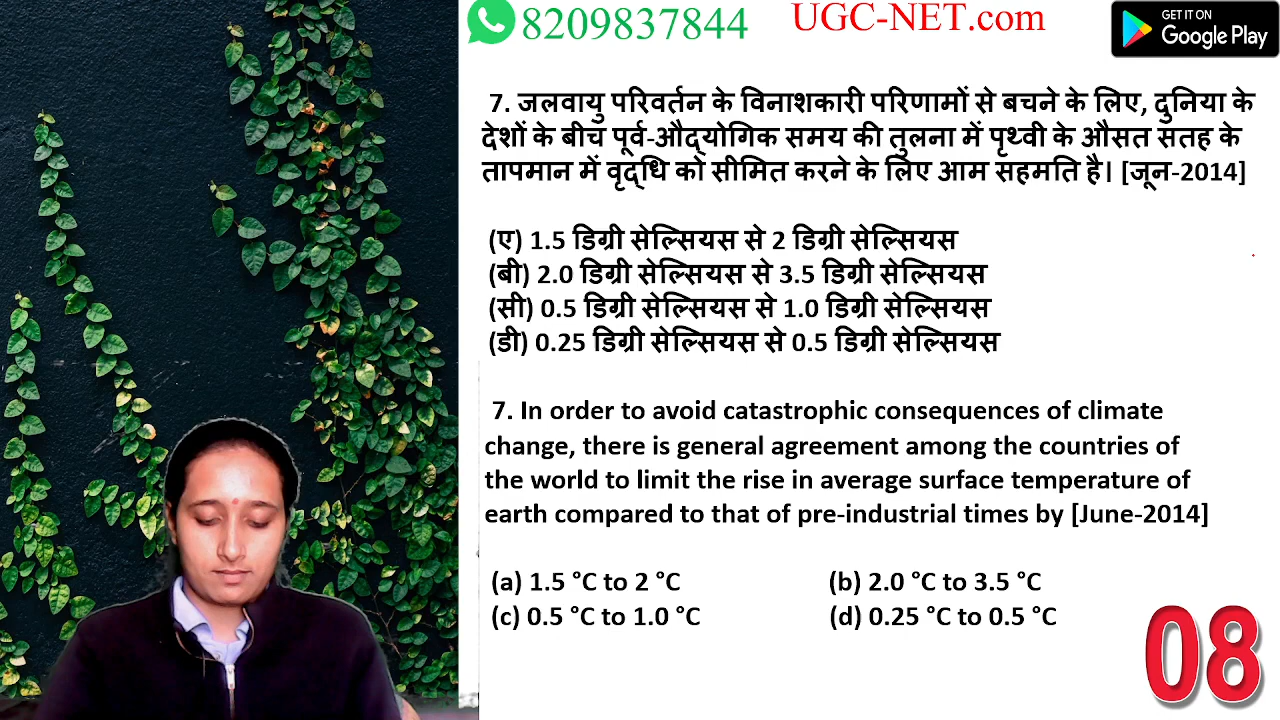 8209837844
UGC-NET.com
GET IT ON
Google Play
7. जलवायु परिवर्तन के विनाशकारी परिणामों से बचने के लिए, दुनिया के
देशों के बीच पूर्व-औद्योगिक समय की तुलना में पृथ्वी के औसत सतह के
तापमान में वृद्धि को सीमित करने के लिए आम सहमति है। [जून-2014]
(ए) 1.5 डिग्री सेल्सियस से 2 डिग्री सेल्सियस
(बी) 2.0 डिग्री सेल्सियस से 3.5 डिग्री सेल्सियस
(सी) 0.5 डिग्री सेल्सियस से 1.0 डिग्री सेल्सियस
(डी) 0.25 डिग्री सेल्सियस से 0.5 डिग्री सेल्सियस
7. In order to avoid catastrophic consequences of climate
change, there is general agreement among the countries of
the world to limit the rise in average surface temperature of
earth compared to that of pre-industrial times by [June-2014]
(a) 1.5 °C to 2 °C (b) 2.0 °C to 3.5 °C
(c) 0.5 °C to 1.0 °C (d) 0.25 °C to 0.5 °C
08